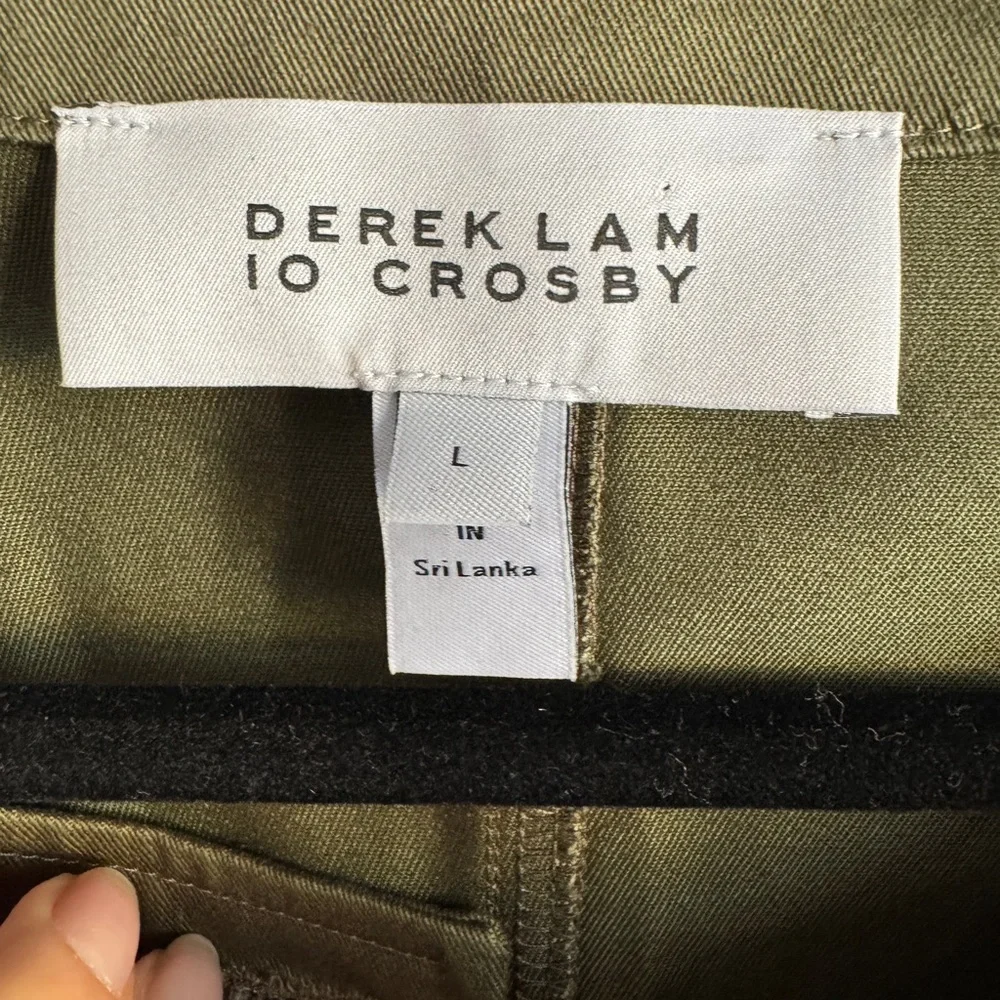 DEREK LAM
10 CROSBY
L
IN
Sri Lanka